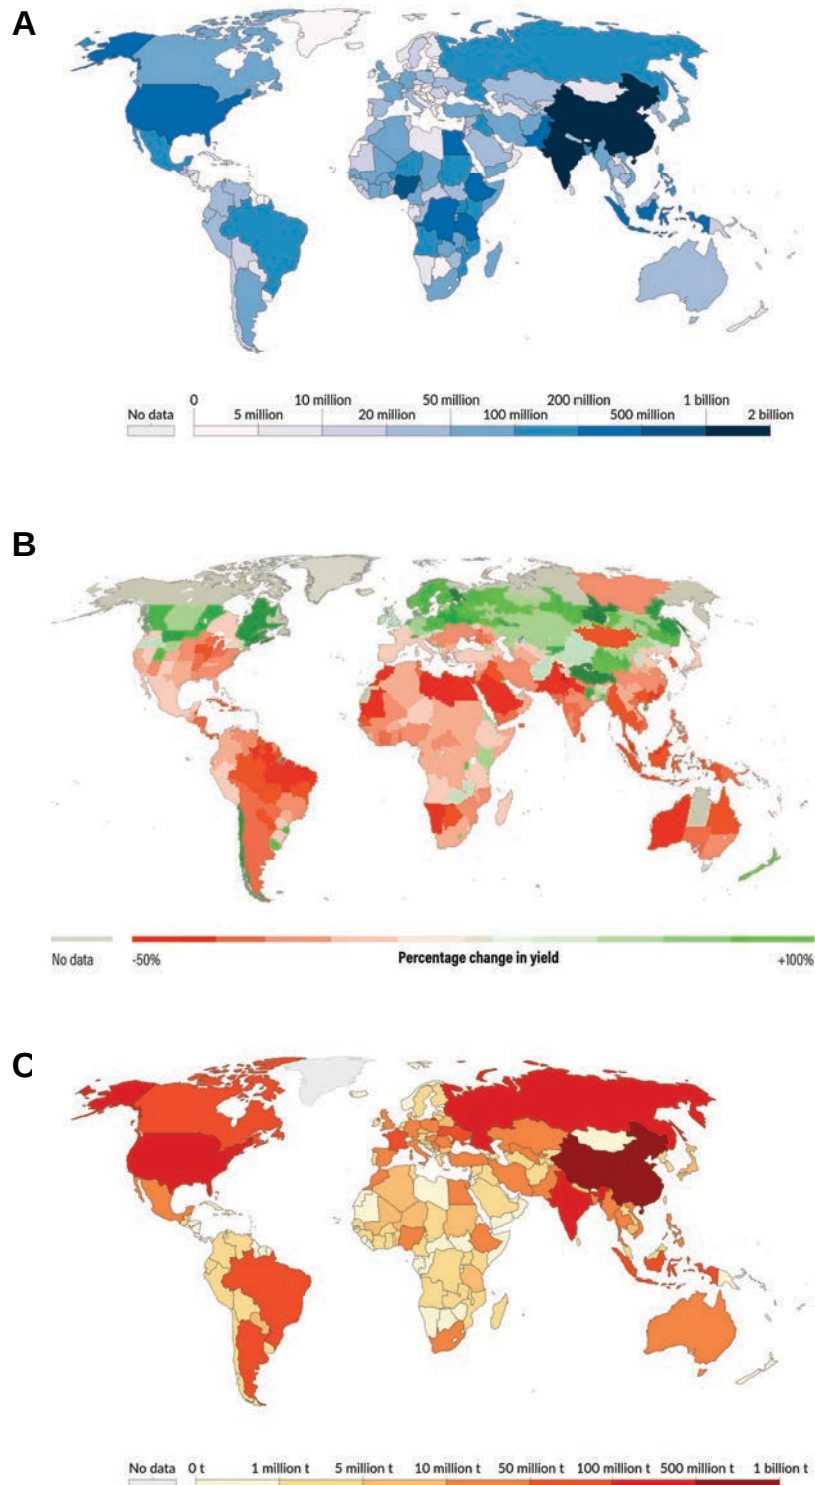 A
0 10 million 50 million 200 million 1 billion
No data 5 million 20 million 100 million 500 million 2 billion
B
No data -50% Percentage change in yield +100%
C
No data 0 t 1 million t 5 million t 10 million t 50 million t 100 million t 500 million t 1 billion t